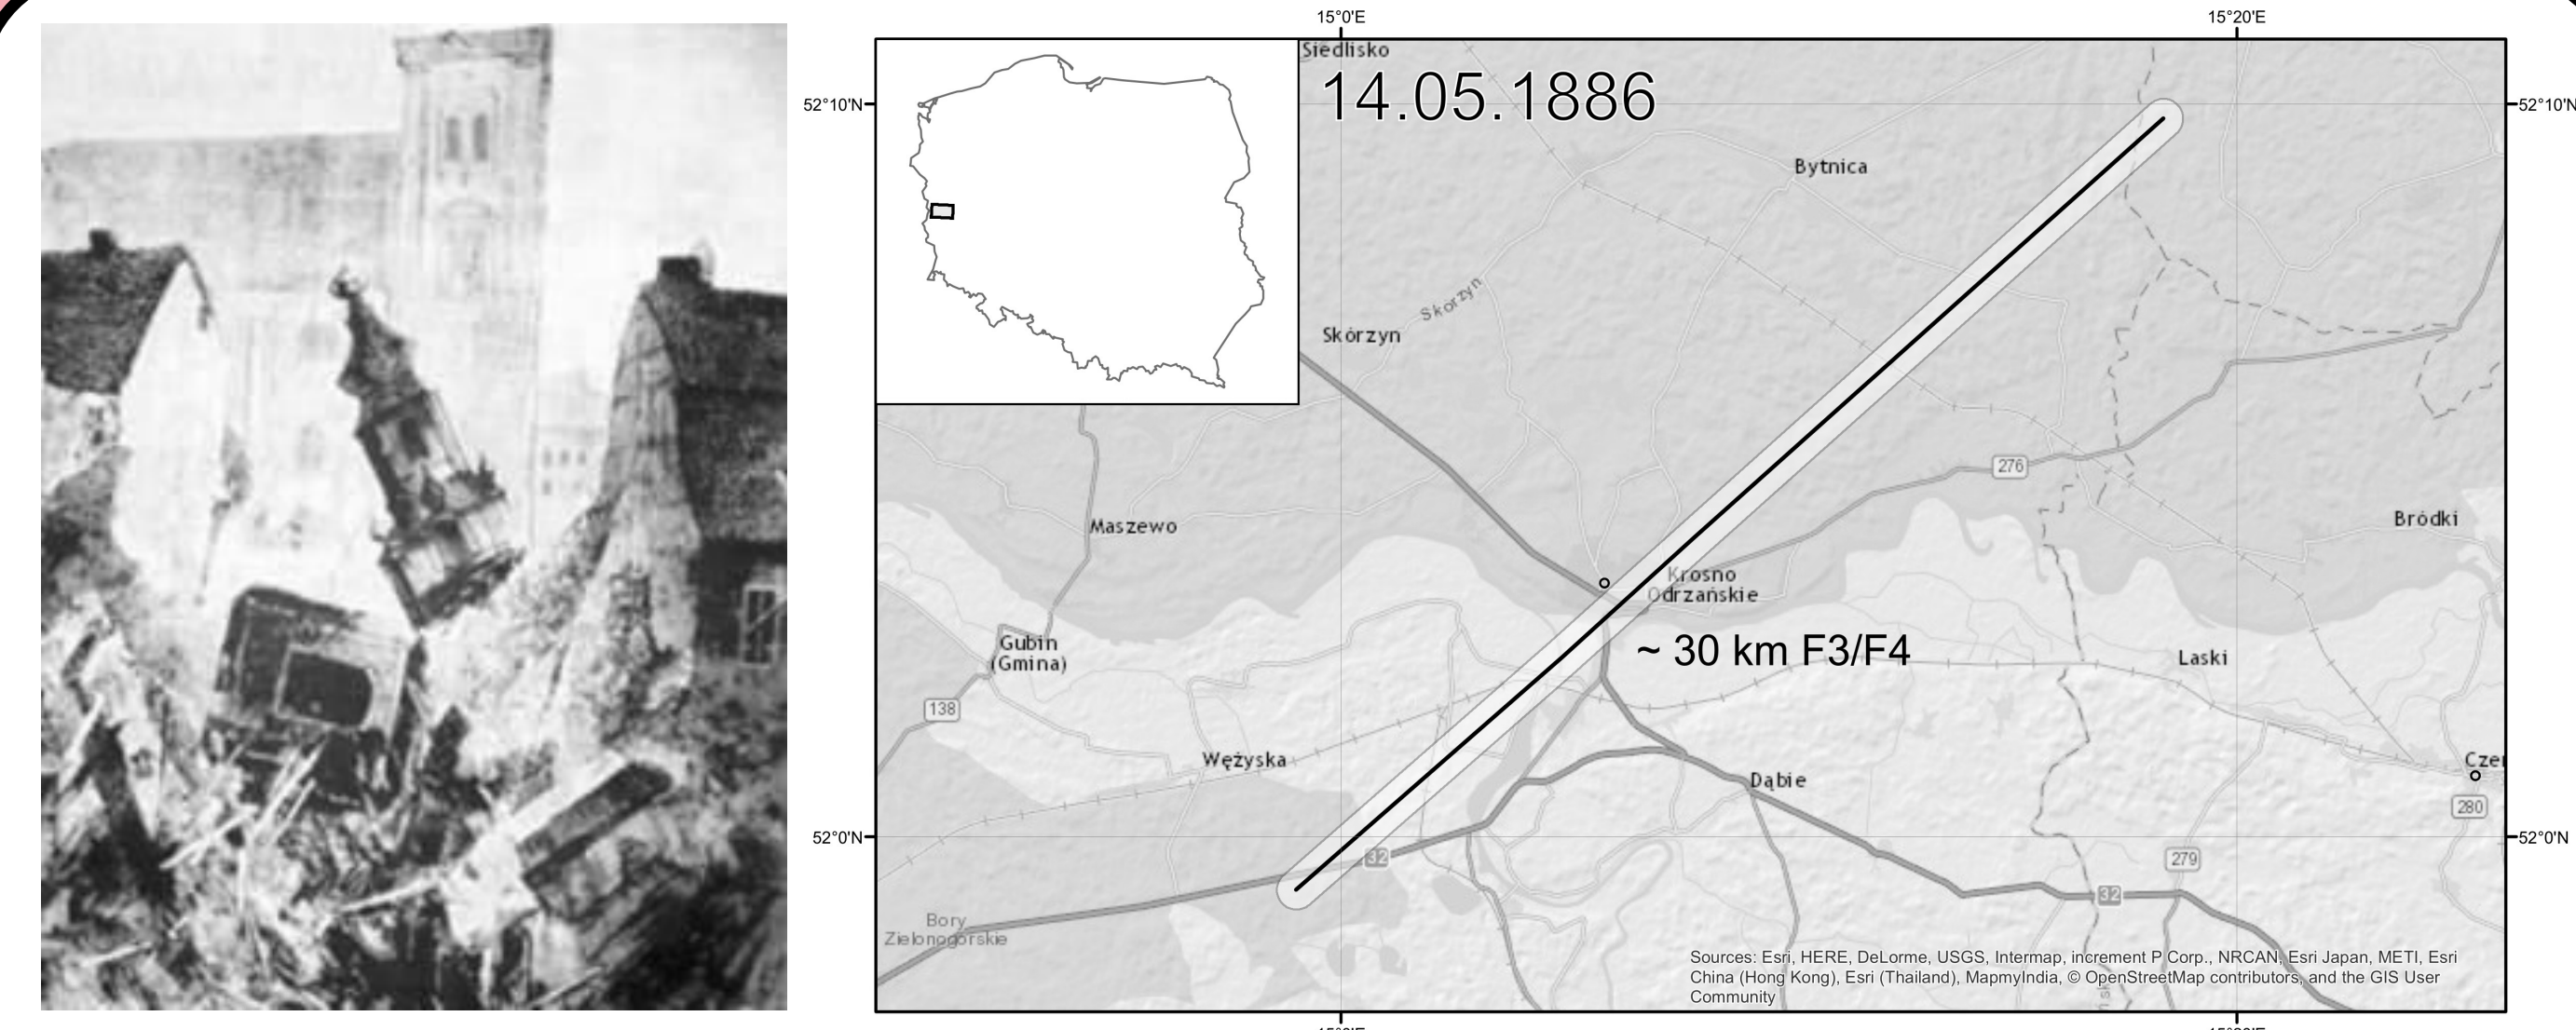 15°0'E
15°20'E
Siedlisko
52°10'N
14.05.1886
52°10'N
Bytnica
Skórzyn
Skórzyn
276
Bródki
Maszewo
Krosno
Odrzańskie
Gubin
(Gmina)
~ 30 km F3/F4
Laski
138
Wężyska
Dąbie
Czer
280
52°0'N
52°0'N
32
279
32
Bory
Zielonogórskie
Sources: Esri, HERE, DeLorme, USGS, Intermap, increment P Corp., NRCAN, Esri Japan, METI, Esri
China (Hong Kong), Esri (Thailand), MapmyIndia, © OpenStreetMap contributors, and the GIS User
Community